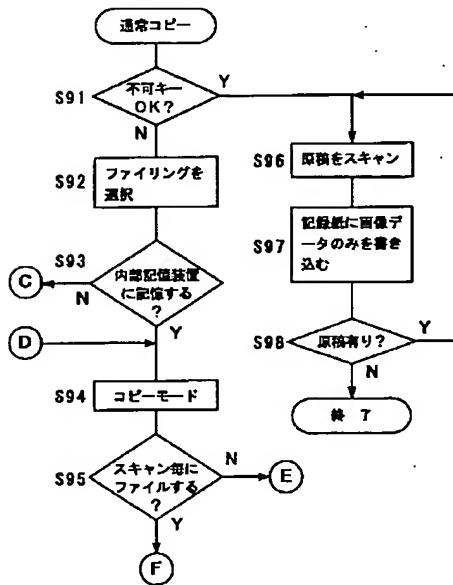 通常コピー
S91
不可キー
OK?
Y
N
S92
ファイリングを
選択
S93
内部記憶装置
に記憶する
?
N
Y
C
D
S94
コピーモード
S95
スキャン毎に
ファイルする
?
N
E
Y
F
S96
原稿をスキャン
S97
記録紙に画像デ
ータのみを書き
込む
S98
原稿有り?
Y
N
終 了